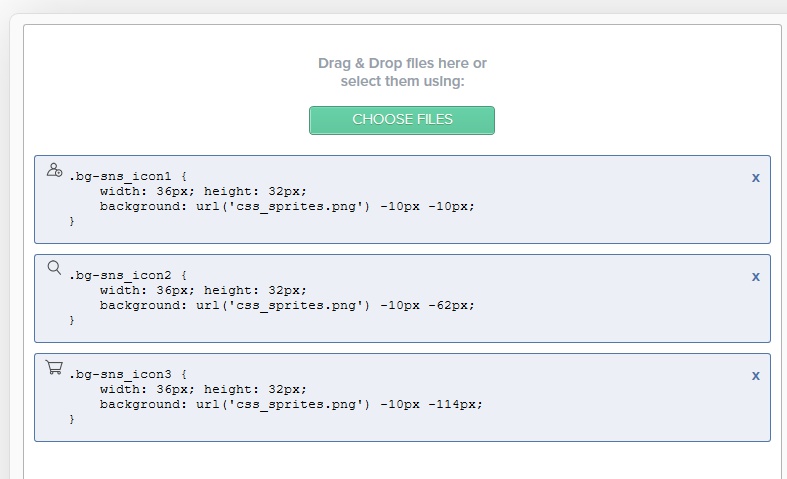 Drag & Drop files here or
select them using:
CHOOSE FILES
.bg-sns_icon1 {
x
    width: 36px; height: 32px;
    background: url('css_sprites.png') -10px -10px;
}
.bg-sns_icon2 {
x
    width: 36px; height: 32px;
    background: url('css_sprites.png') -10px -62px;
}
.bg-sns_icon3 {
x
    width: 36px; height: 32px;
    background: url('css_sprites.png') -10px -114px;
}